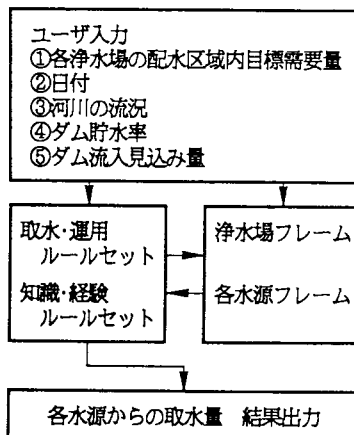 ユーザ入力
①各浄水場の配水区域内目標需要量
②日付
③河川の流況
④ダム貯水率
⑤ダム流入見込み量
取水・運用
ルールセット
知識・経験
ルールセット
浄水場フレーム
各水源フレーム
各水源からの取水量 結果出力